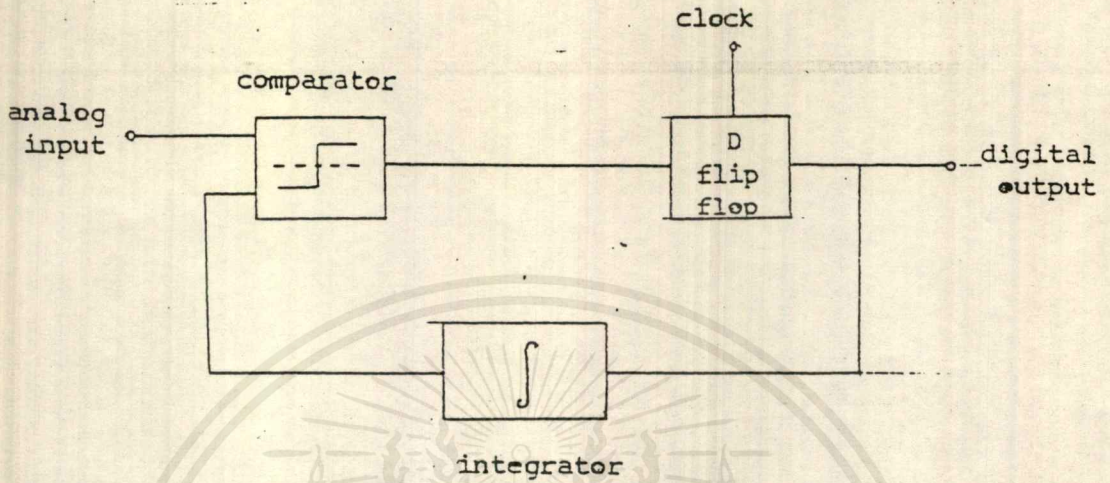 clock
comparator
analog
input
D
flip
flop
digital
output
integrator